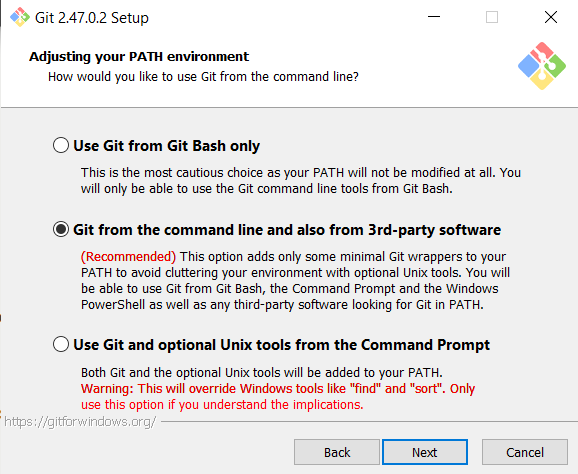 Git 2.47.0.2 Setup
Adjusting your PATH environment
How would you like to use Git from the command line?
Use Git from Git Bash only
This is the most cautious choice as your PATH will not be modified at all. You
will only be able to use the Git command line tools from Git Bash.
Git from the command line and also from 3rd-party software
(Recommended) This option adds only some minimal Git wrappers to your
PATH to avoid cluttering your environment with optional Unix tools. You will
be able to use Git from Git Bash, the Command Prompt and the Windows
PowerShell as well as any third-party software looking for Git in PATH.
Use Git and optional Unix tools from the Command Prompt
Both Git and the optional Unix tools will be added to your PATH.
Warning: This will override Windows tools like "find" and "sort". Only
use this option if you understand the implications.
https://gitforwindows.org/
Back Next Cancel